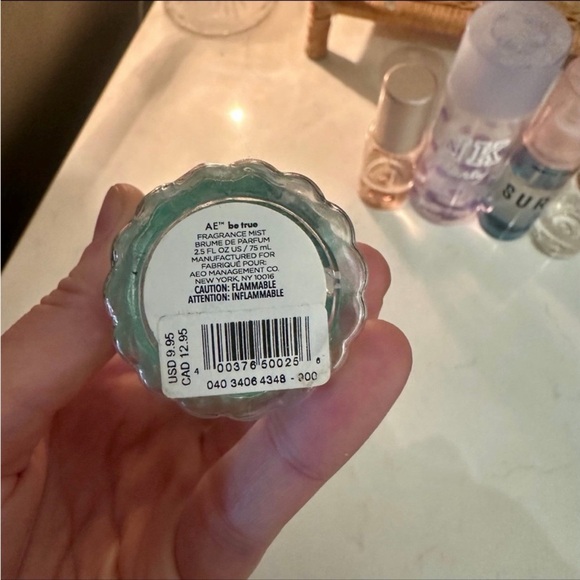 AE™ be true
FRAGRANCE MIST
BRUME DE PARFUM
2.5 FL OZ US / 75 mL
MANUFACTURED FOR
FABRIQUÉ POUR:
AEO MANAGEMENT CO.
NEW YORK, NY 10016
CAUTION: FLAMMABLE
ATTENTION: INFLAMMABLE
USD 9.95
CAD 12.95
4 00376 50025 6
040 3406 4348 - 900
SUR